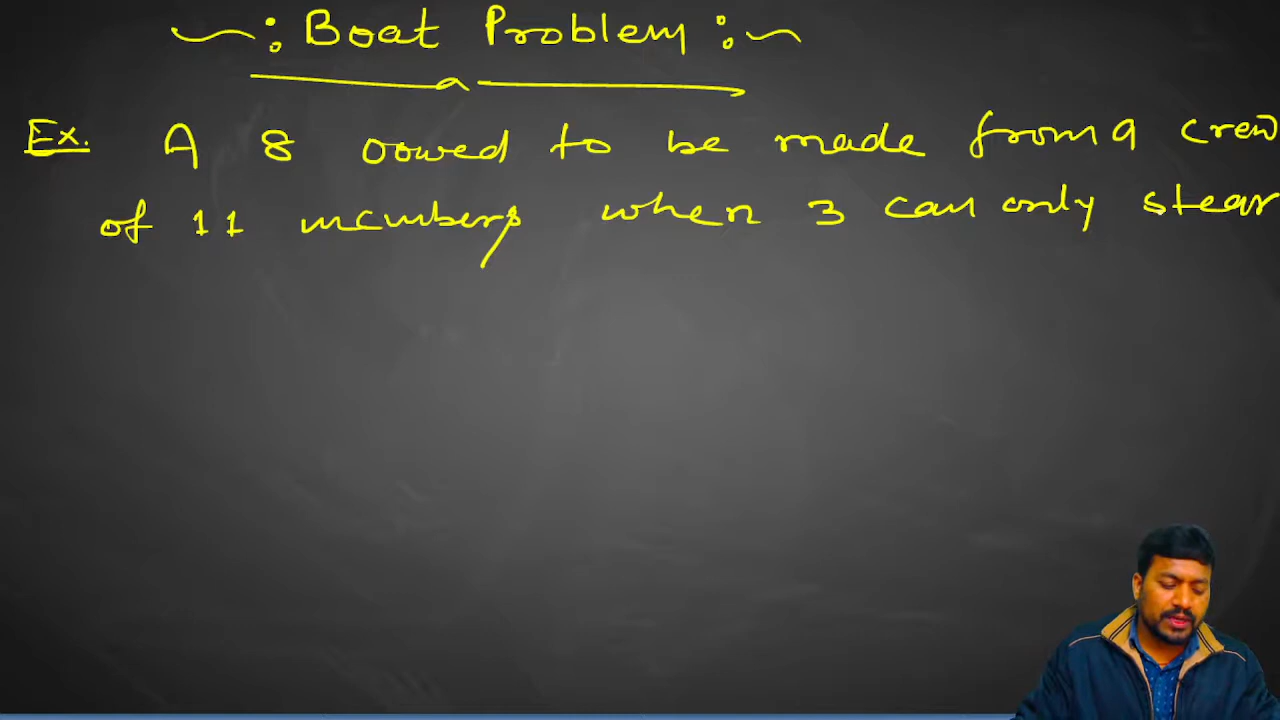 ~: Boat Problem :~
Ex. A 8 oowed to be made from a crew
of 11 members when 3 can only stear